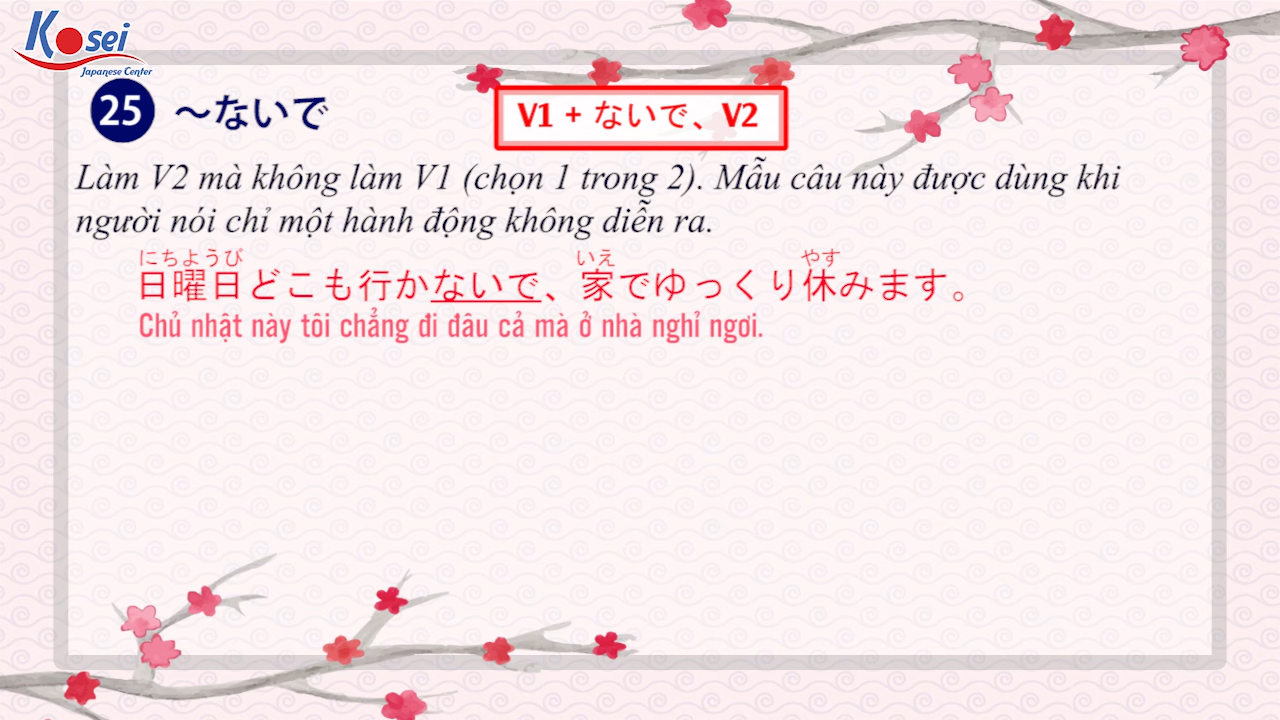 Kosei
Japanese Center
25 ～ないで
V1 + ないで、V2
Làm V2 mà không làm V1 (chọn 1 trong 2). Mẫu câu này được dùng khi
người nói chỉ một hành động không diễn ra.
にちようび いえ やす
日曜日どこも行かないで、家でゆっくり休みます。
Chủ nhật này tôi chẳng đi đâu cả mà ở nhà nghỉ ngơi.